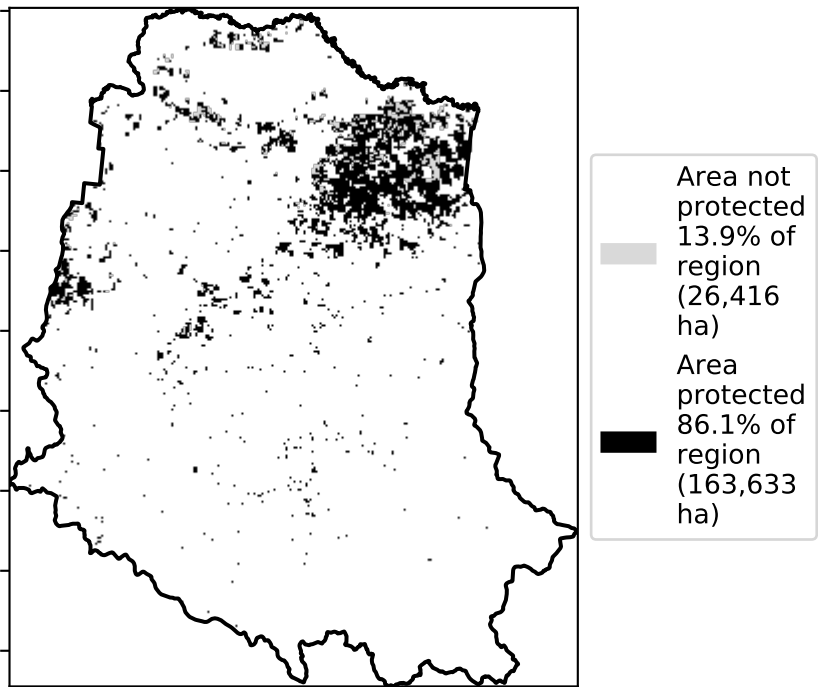 Area not
protected
13.9% of
region
(26,416
ha)
Area
protected
86.1% of
region
(163,633
ha)